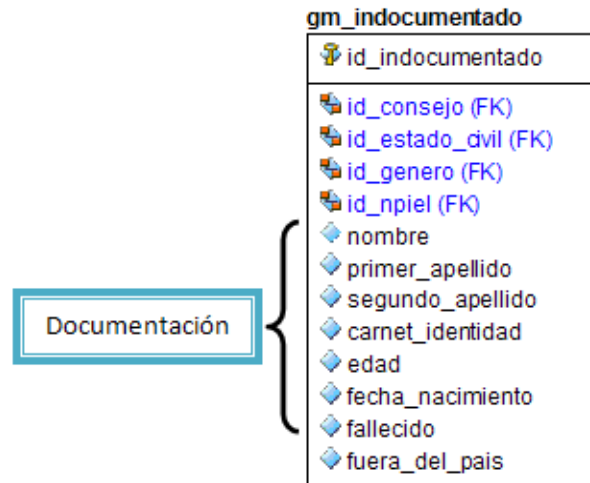 gm_indocumentado
id_indocumentado
id_consejo (FK)
id_estado_civil (FK)
id_genero (FK)
id_npiel (FK)
nombre
primer_apellido
segundo_apellido
carnet_identidad
edad
fecha_nacimiento
fallecido
fuera_del_pais
Documentación